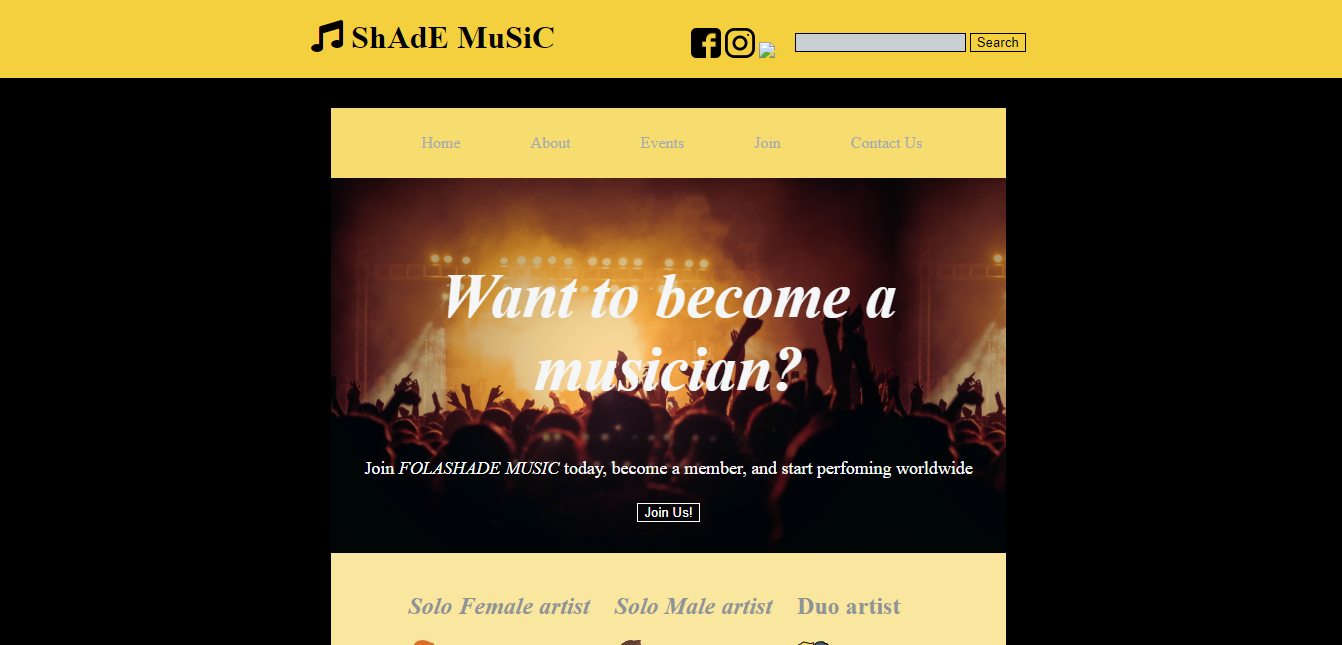 ShAdE MuSiC
Search
Home About Events Join Contact Us
Want to become a
musician?
Join FOLASHADE MUSIC today, become a member, and start perfoming worldwide
Join Us!
Solo Female artist Solo Male artist Duo artist